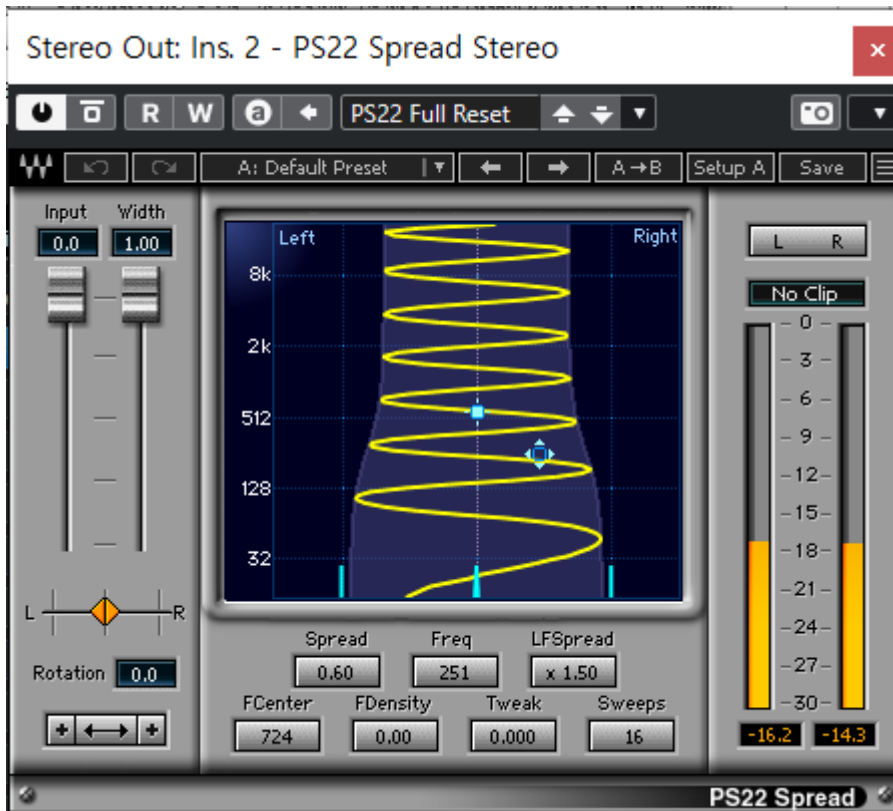 Stereo Out: Ins. 2 - PS22 Spread Stereo
R W a PS22 Full Reset
A: Default Preset A→B Setup A Save
Input Width
0.0 1.00
Left Right
8k
2k
512
128
32
L R
Rotation 0.0
+ +
Spread Freq LFSpread
0.60 251 x 1.50
FCenter FDensity Tweak Sweeps
724 0.00 0.000 16
L R
No Clip
0
3
6
9
12
15
18
21
24
27
30
-16.2 -14.3
PS22 Spread